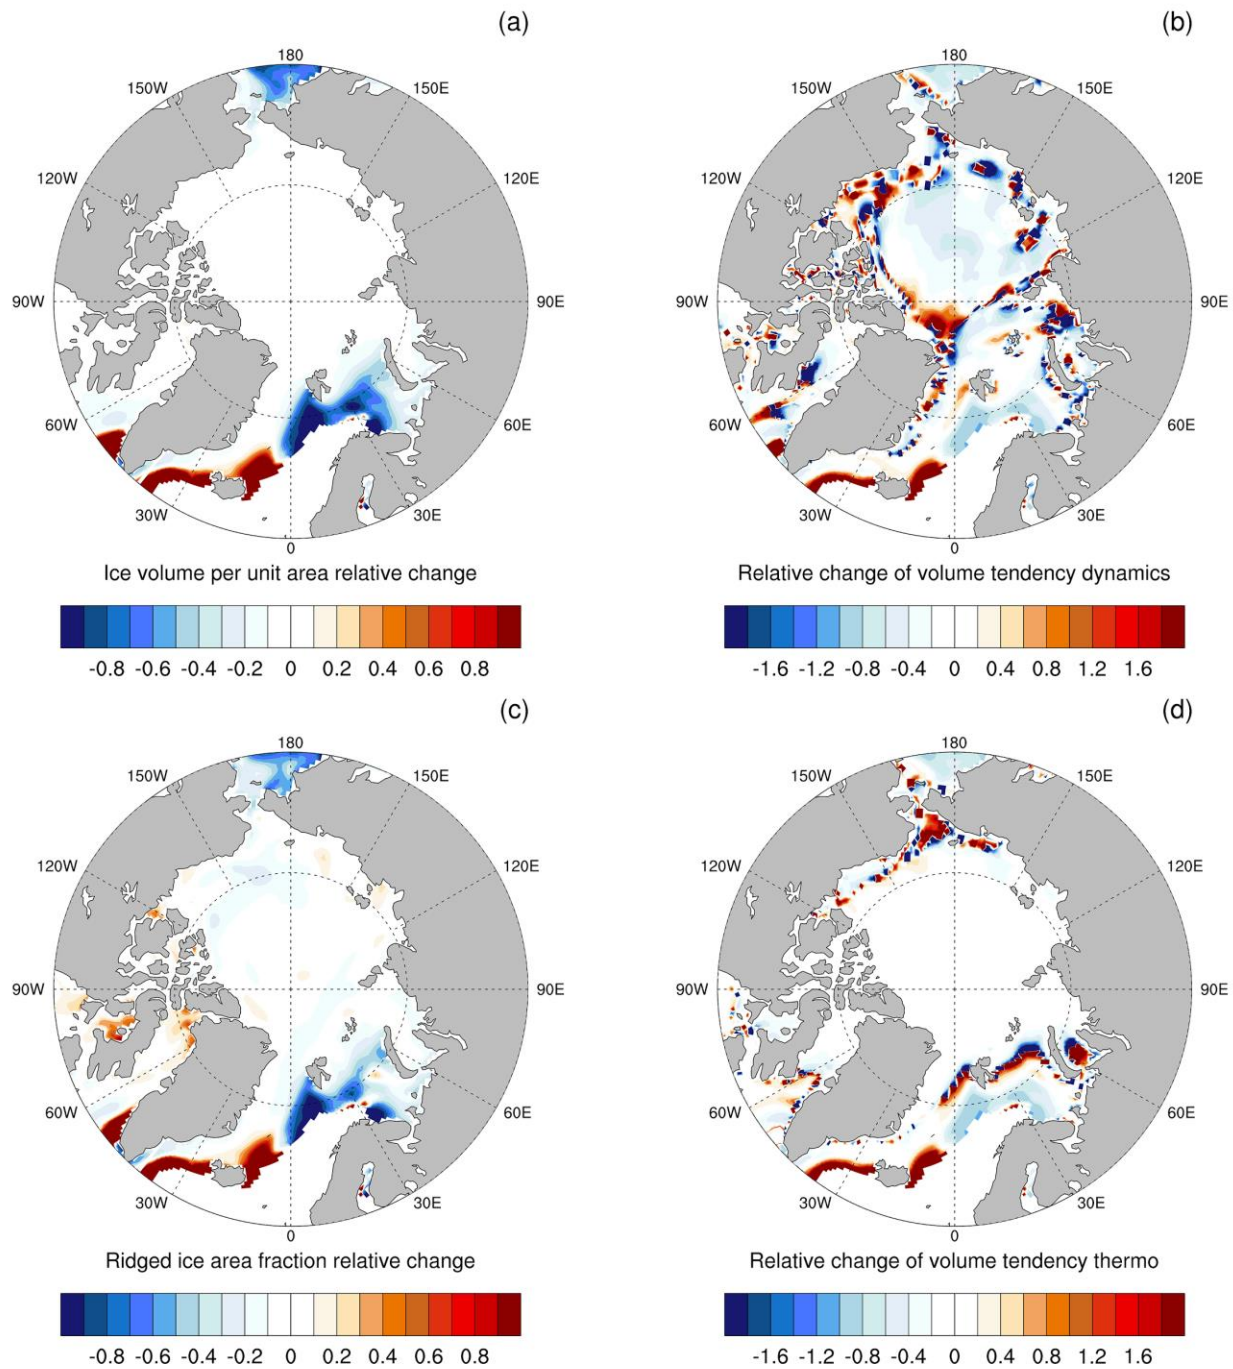 (a)
180
150W
150E
120W
120E
90W
90E
60W
60E
30W
30E
0
Ice volume per unit area relative change
-0.8 -0.6 -0.4 -0.2 0 0.2 0.4 0.6 0.8
(b)
180
150W
150E
120W
120E
90W
90E
60W
60E
30W
30E
0
Relative change of volume tendency dynamics
-1.6 -1.2 -0.8 -0.4 0 0.4 0.8 1.2 1.6
(c)
180
150W
150E
120W
120E
90W
90E
60W
60E
30W
30E
0
Ridged ice area fraction relative change
-0.8 -0.6 -0.4 -0.2 0 0.2 0.4 0.6 0.8
(d)
180
150W
150E
120W
120E
90W
90E
60W
60E
30W
30E
0
Relative change of volume tendency thermo
-1.6 -1.2 -0.8 -0.4 0 0.4 0.8 1.2 1.6